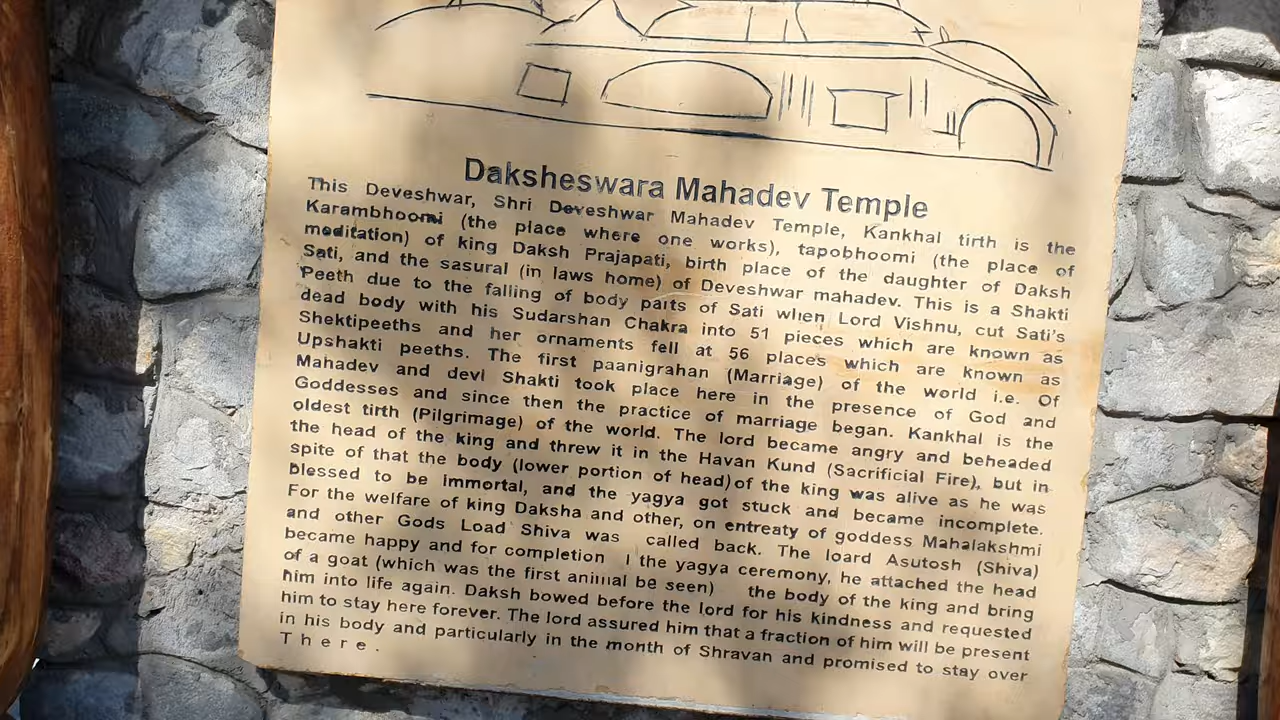 Daksheswara Mahadev Temple
This Deveshwar, Shri Deveshwar Mahadev Temple, Kankhal tirth is the
Karambhoomi (the place where one works), tapobhoomi (the place of
meditation) of king Daksh Prajapati, birth place of the daughter of Daksh
Sati, and the sasural (in laws home) of Deveshwar mahadev. This is a Shakti
Peeth due to the falling of body parts of Sati when Lord Vishnu, cut Sati's
dead body with his Sudarshan Chakra into 51 pieces which are known as
Shektipeeths and her ornaments fell at 56 places which are known as
Upshakti peeths. The first paanigrahan (Marriage) of the world i.e. Of
Mahadev and devi Shakti took place here in the presence of God and
Goddesses and since then the practice of marriage began. Kankhal is the
oldest tirth (Pilgrimage) of the world. The lord became angry and beheaded
the head of the king and threw it in the Havan Kund (Sacrificial Fire), but in
spite of that the body (lower portion of head) of the king was alive as he was
blessed to be immortal, and the yagya got stuck and became incomplete.
For the welfare of king Daksha and other, on entreaty of goddess Mahalakshmi
and other Gods Load Shiva was called back. The loard Asutosh (Shiva)
became happy and for completion the yagya ceremony, he attached the head
of a goat (which was the first animal be seen) the body of the king and bring
him into life again. Daksh bowed before the lord for his kindness and requested
him to stay here forever. The lord assured him that a fraction of him will be present
in his body and particularly in the month of Shravan and promised to stay over
There.